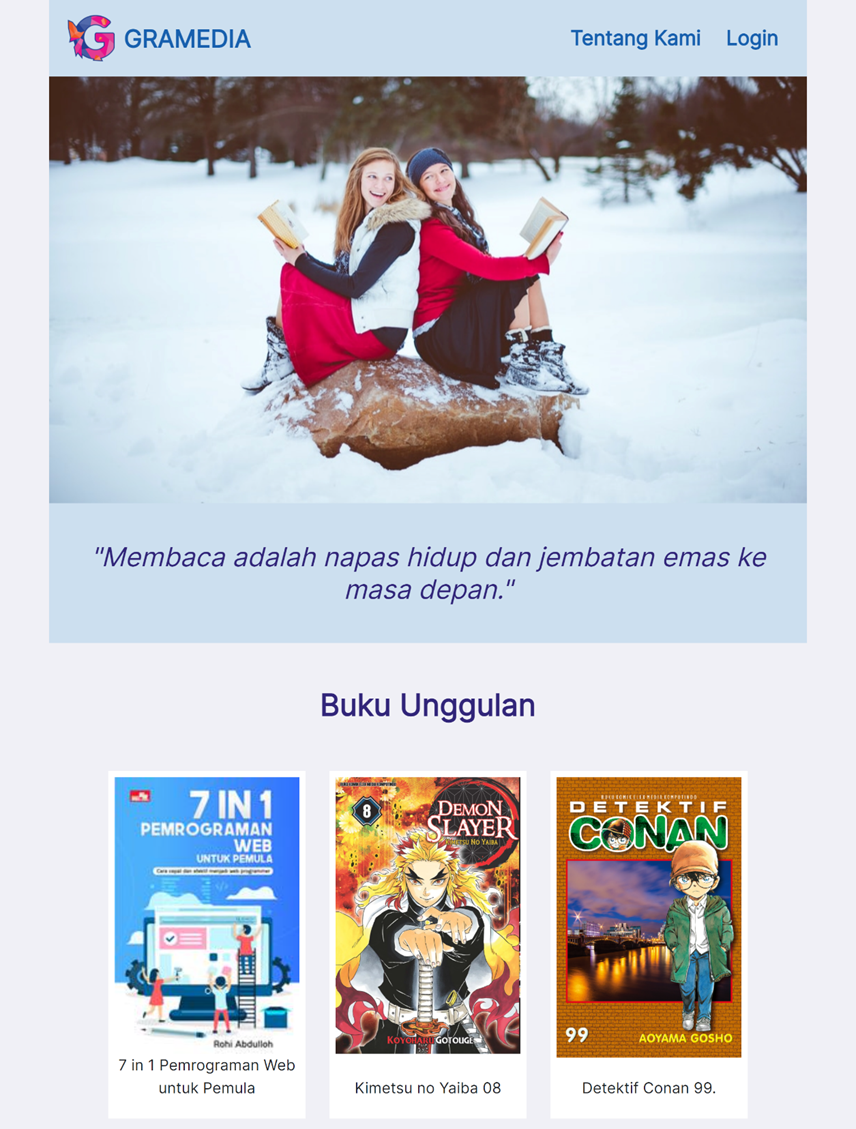 GRAMEDIA
Tentang Kami Login
"Membaca adalah napas hidup dan jembatan emas ke
masa depan."
Buku Unggulan
7 IN 1
PEMROGRAMAN
WEB
UNTUK PEMULA
Cara cepat dan efektif menjadi web programmer
Rohi Abdulloh
7 in 1 Pemrograman Web
untuk Pemula
8
DEMON
SLAYER
KIMETSU NO YAIBA
KOYOHARU GOTOUGE
Kimetsu no Yaiba 08
DETEKTIF
CONAN
99
AOYAMA GOSHO
Detektif Conan 99.